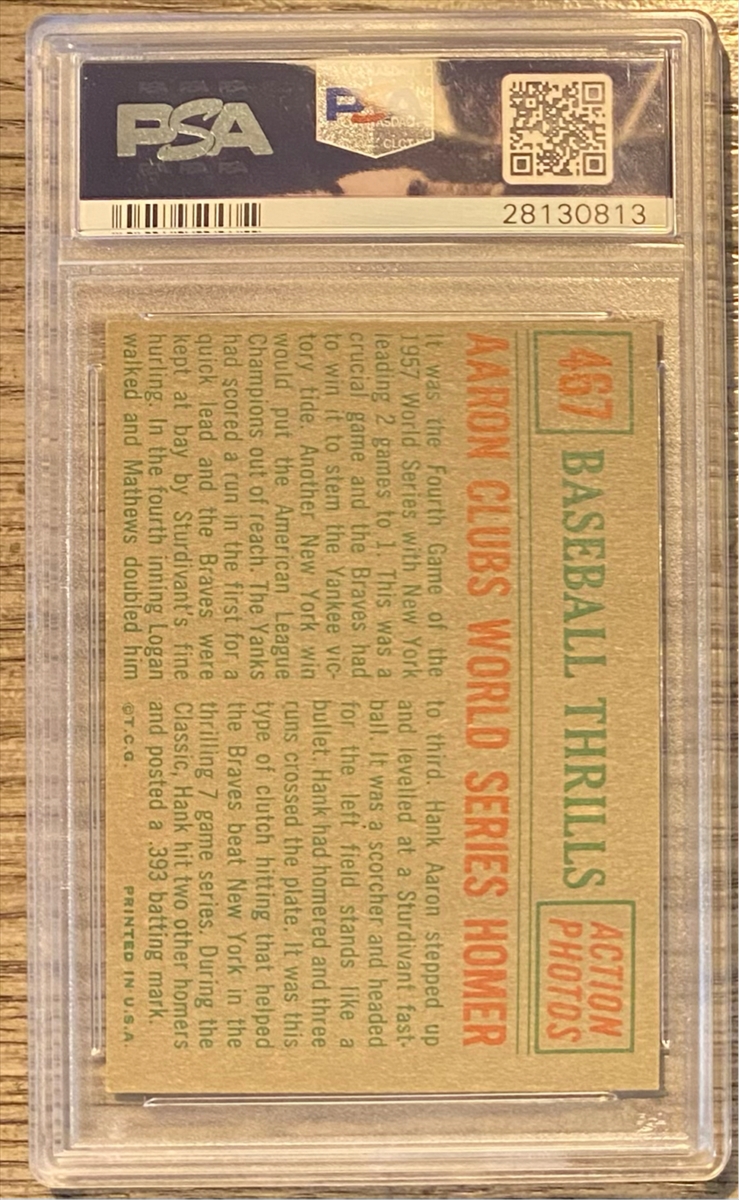 PSA
PSA
28130813
467
BASEBALL THRILLS
ACTION
PHOTOS
AARON CLUBS WORLD SERIES HOMER
It was the Fourth Game of the
1957 World Series with New York
leading 2 games to 1. This was a
crucial game and the Braves had
to win it to stem the Yankee vic-
tory tide. Another New York win
would put the American League
Champions out of reach The Yanks
had scored a run in the first for a
quick lead and the Braves were
kept at bay by Sturdivant's fine
hurling. In the fourth inning Logan
walked and Mathews doubled him
to third. Hank Aaron stepped up
and levelled at a Sturdivant fast-
ball. It was a scorcher and headed
for the left field stands like a
bullet. Hank had homered and three
runs crossed the plate. It was this
type of clutch hitting that helped
the Braves beat New York in the
thrilling 7 game series. During the
Classic, Hank hit two other homers
and posted a .393 batting mark.
©T.C.G.
PRINTED IN U.S.A.